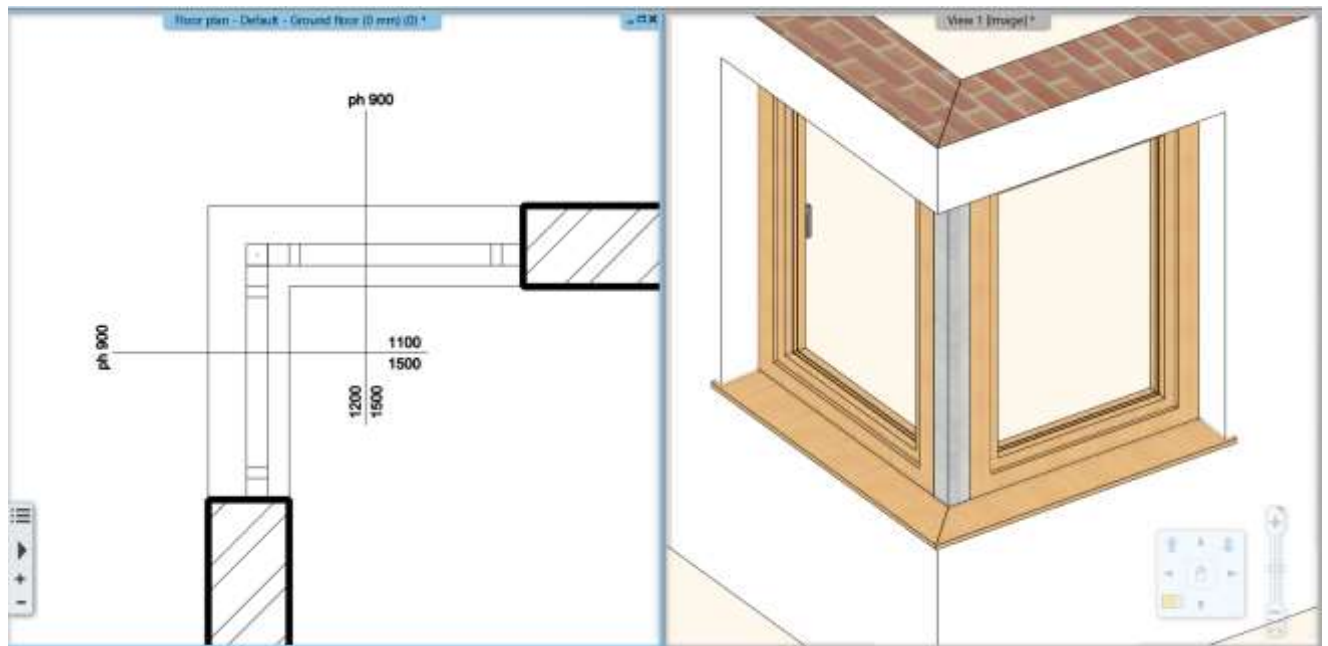 Floor plan - Default - Ground floor (0 mm) (0) *
View 1 [Image] *
ph 900
ph 900
1100
1500
1200
1500